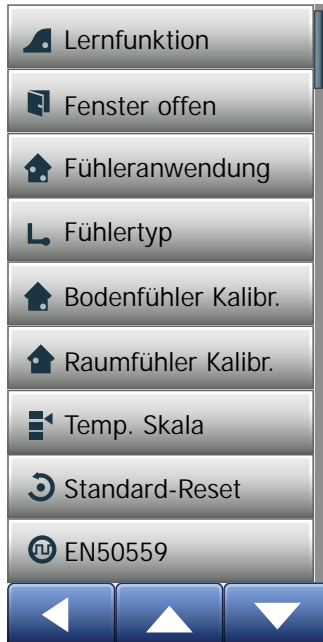 Lernfunktion
Fenster offen
Fühleranwendung
Fühlertyp
Bodenfühler Kalibr.
Raumfühler Kalibr.
Temp. Skala
Standard-Reset
EN50559